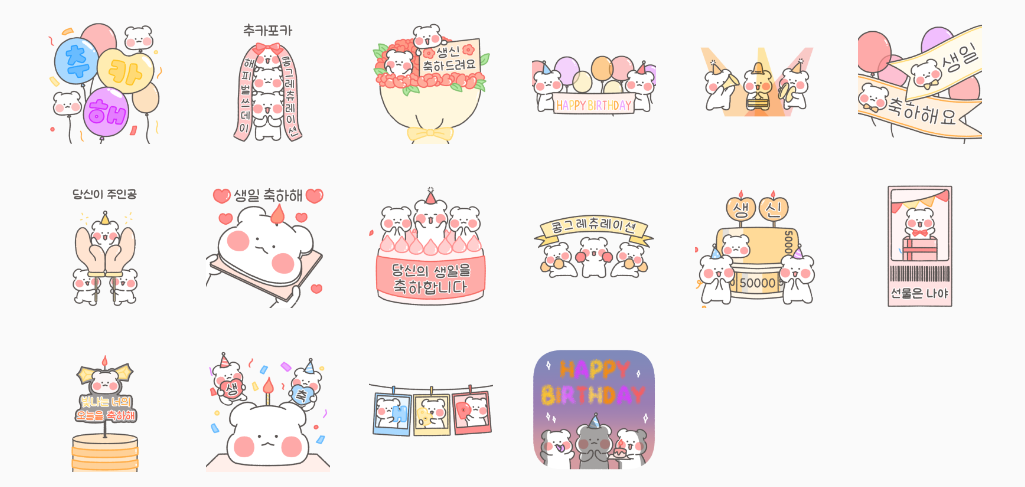 추카해
추카포카
해피벌쓰데이
콩그레츄레이션
생신
축하드려요
HAPPY BIRTHDAY
생일
축하해요
당신이 주인공
생일 축하해
당신의 생일을
축하합니다
콩그레츄레이션
생신
5000
50000
선물은 나야
빛나는 너의
오늘을 축하해
생
축
H
B
D
HAPPY
BIRTHDAY